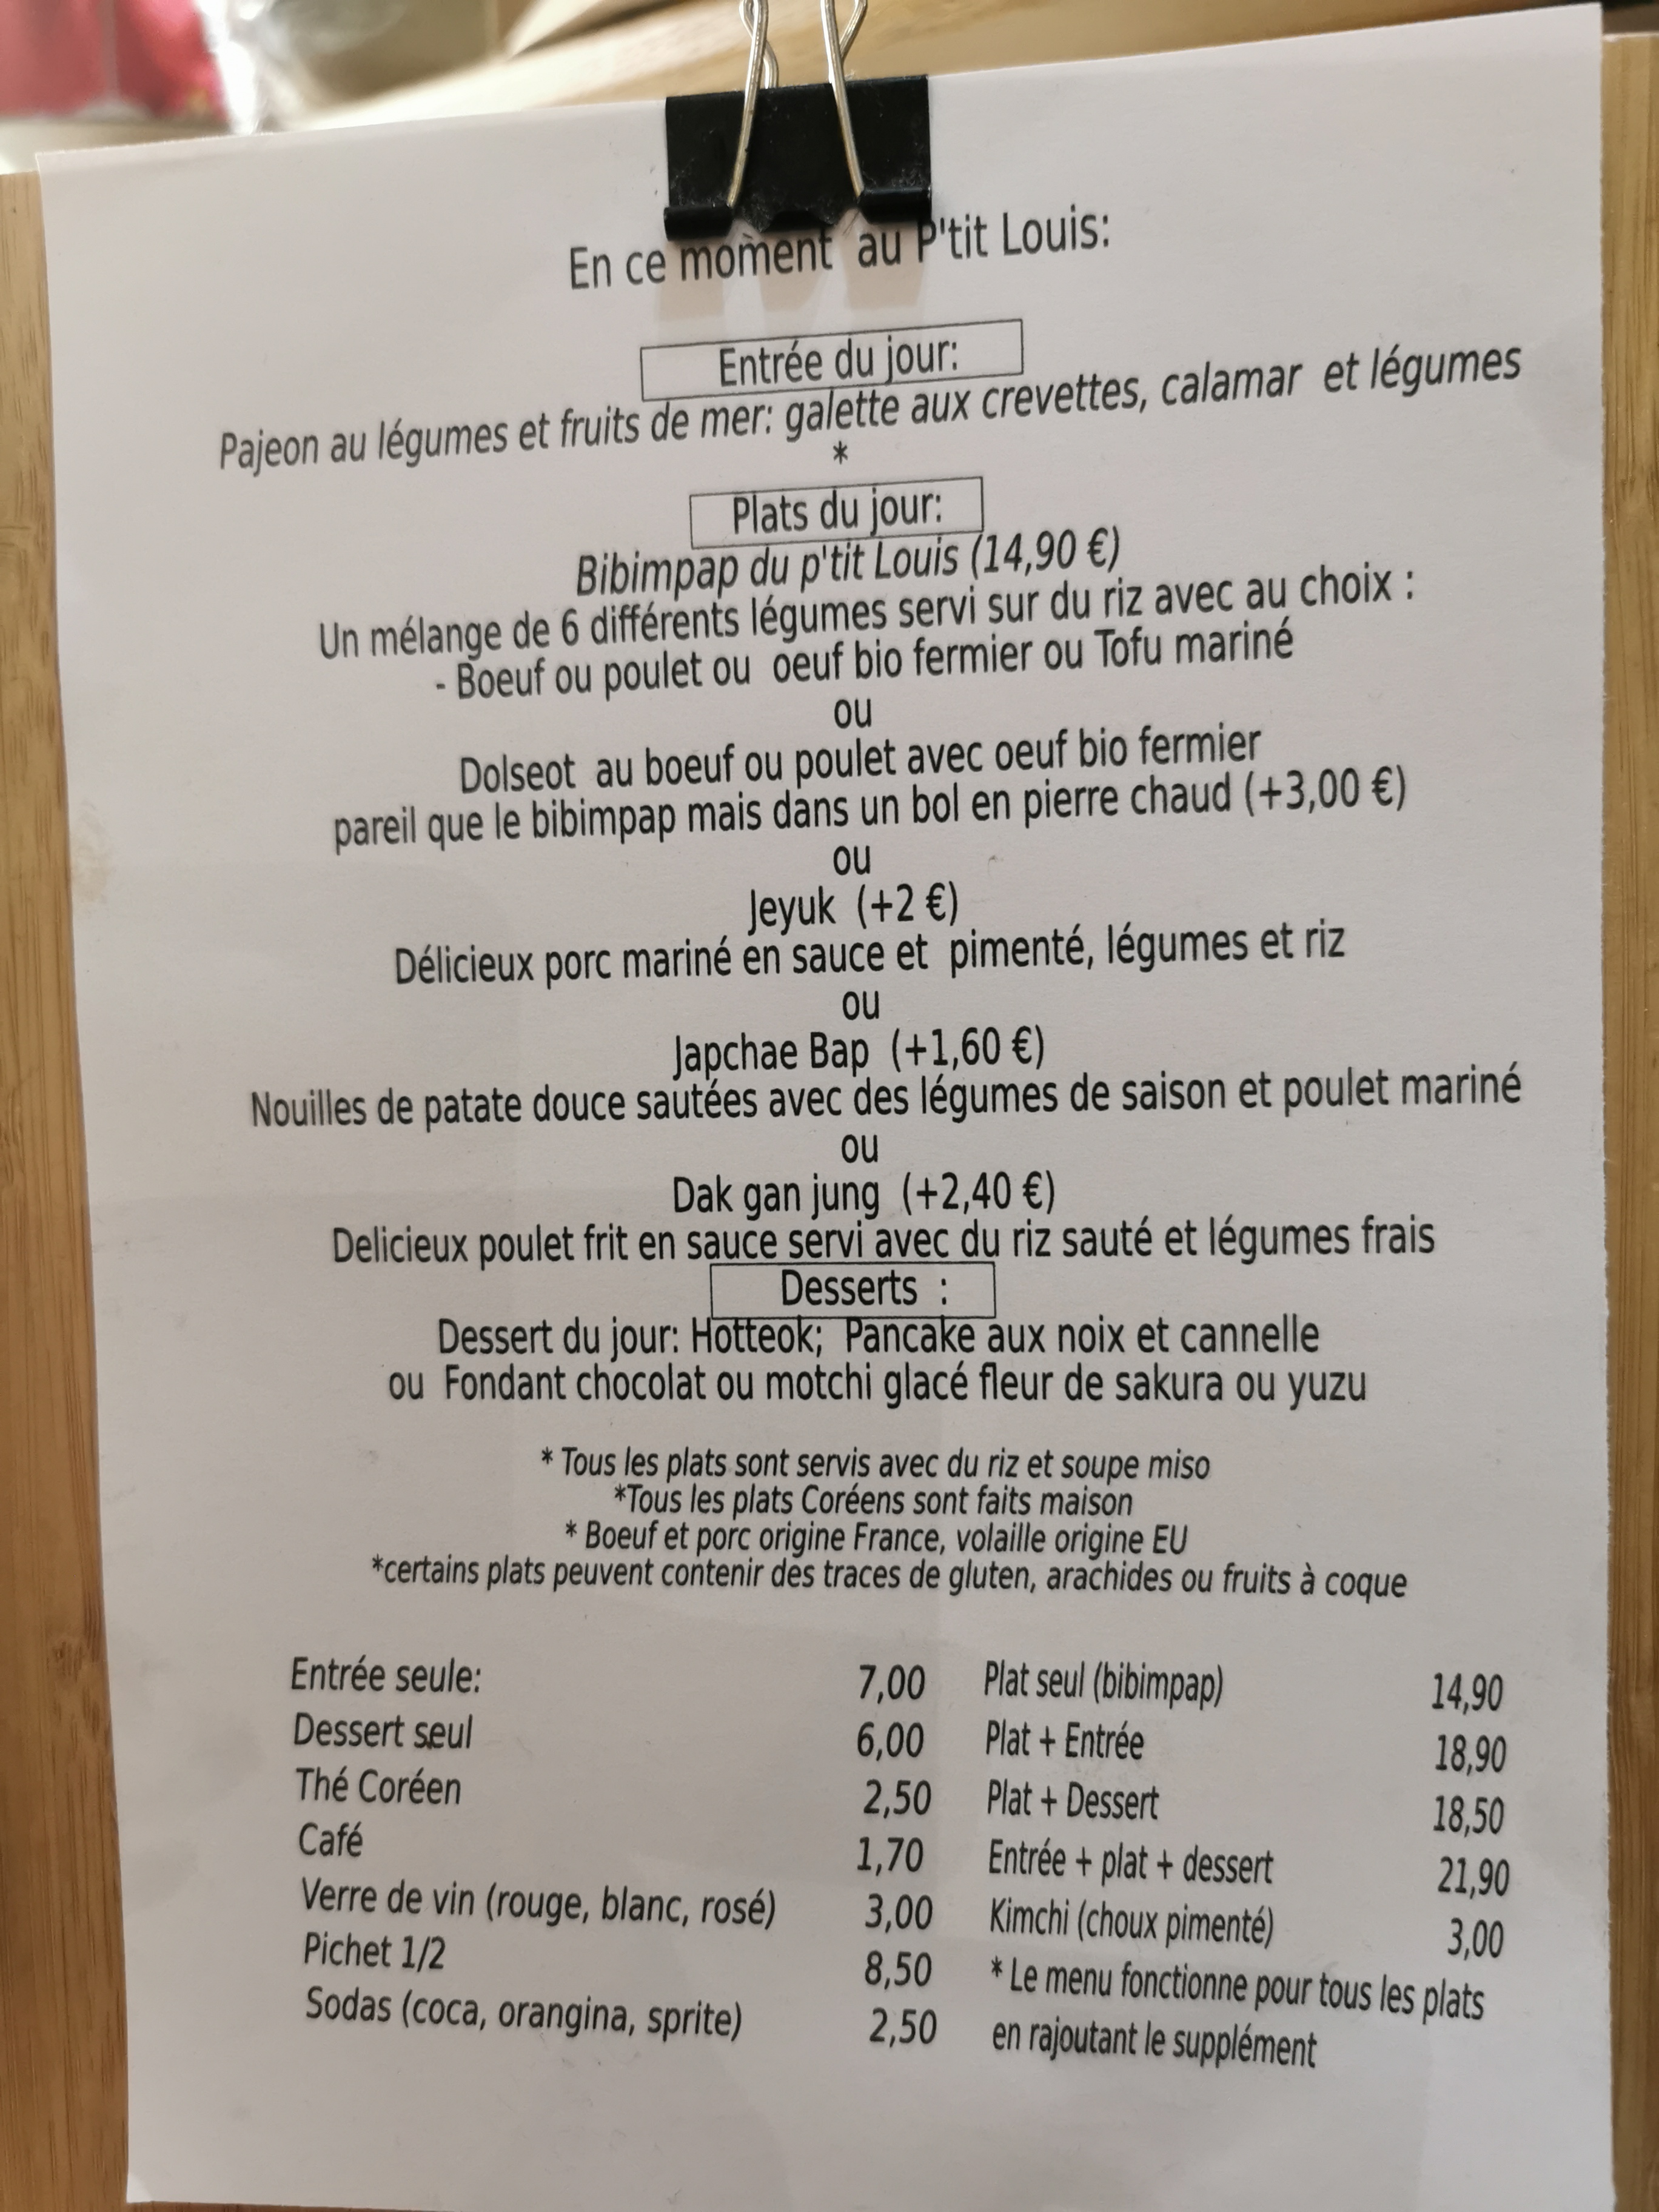 En ce moment au P'tit Louis:
Entrée du jour:
Pajeon au légumes et fruits de mer: galette aux crevettes, calamar et légumes
*
Plats du jour:
Bibimpap du p'tit Louis (14,90 €)
Un mélange de 6 différents légumes servi sur du riz avec au choix :
- Boeuf ou poulet ou oeuf bio fermier ou Tofu mariné
ou
Dolseot au boeuf ou poulet avec oeuf bio fermier
pareil que le bibimpap mais dans un bol en pierre chaud (+3,00 €)
ou
Jeyuk (+2 €)
Délicieux porc mariné en sauce et pimenté, légumes et riz
ou
Japchae Bap (+1,60 €)
Nouilles de patate douce sautées avec des légumes de saison et poulet mariné
ou
Dak gan jung (+2,40 €)
Delicieux poulet frit en sauce servi avec du riz sauté et légumes frais
Desserts :
Dessert du jour: Hotteok; Pancake aux noix et cannelle
ou Fondant chocolat ou motchi glacé fleur de sakura ou yuzu
* Tous les plats sont servis avec du riz et soupe miso
*Tous les plats Coréens sont faits maison
* Boeuf et porc origine France, volaille origine EU
*certains plats peuvent contenir des traces de gluten, arachides ou fruits à coque
Entrée seule: 7,00
Dessert seul 6,00
Thé Coréen 2,50
Café 1,70
Verre de vin (rouge, blanc, rosé) 3,00
Pichet 1/2 8,50
Sodas (coca, orangina, sprite) 2,50
Plat seul (bibimpap) 14,90
Plat + Entrée 18,90
Plat + Dessert 18,50
Entrée + plat + dessert 21,90
Kimchi (choux pimenté) 3,00
* Le menu fonctionne pour tous les plats
en rajoutant le supplément